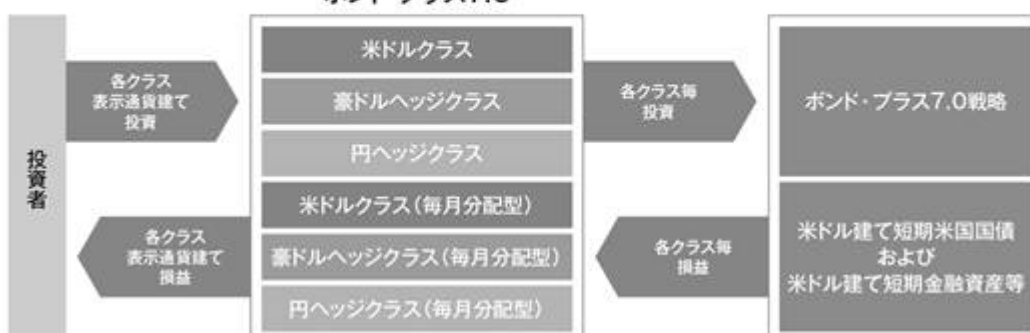 投資者
各クラス
表示通貨建て
投資
各クラス
表示通貨建て
損益
米ドルクラス
豪ドルヘッジクラス
円ヘッジクラス
米ドルクラス（毎月分配型）
豪ドルヘッジクラス（毎月分配型）
円ヘッジクラス（毎月分配型）
各クラス毎
投資
各クラス毎
損益
ボンド・プラス7.0戦略
米ドル建て短期米国国債
および
米ドル建て短期金融資産等